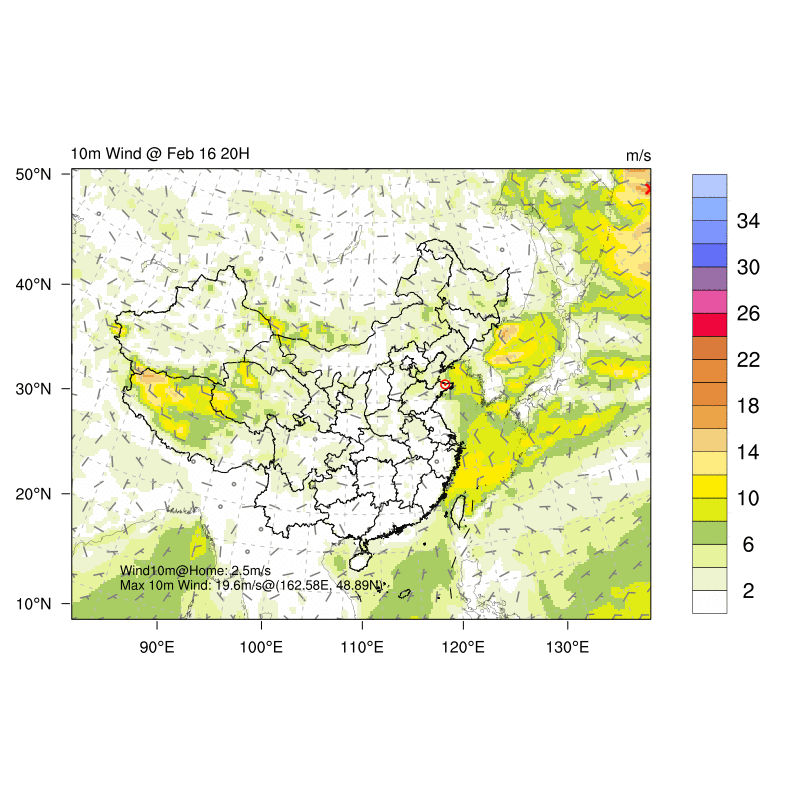 10m Wind @ Feb 16 20H
m/s
50°N
40°N
30°N
20°N
10°N
90°E
100°E
110°E
120°E
130°E
34
30
26
22
18
14
10
6
2
Wind10m@Home: 2.5m/s
Max 10m Wind: 19.6m/s@(162.58E, 48.89N)